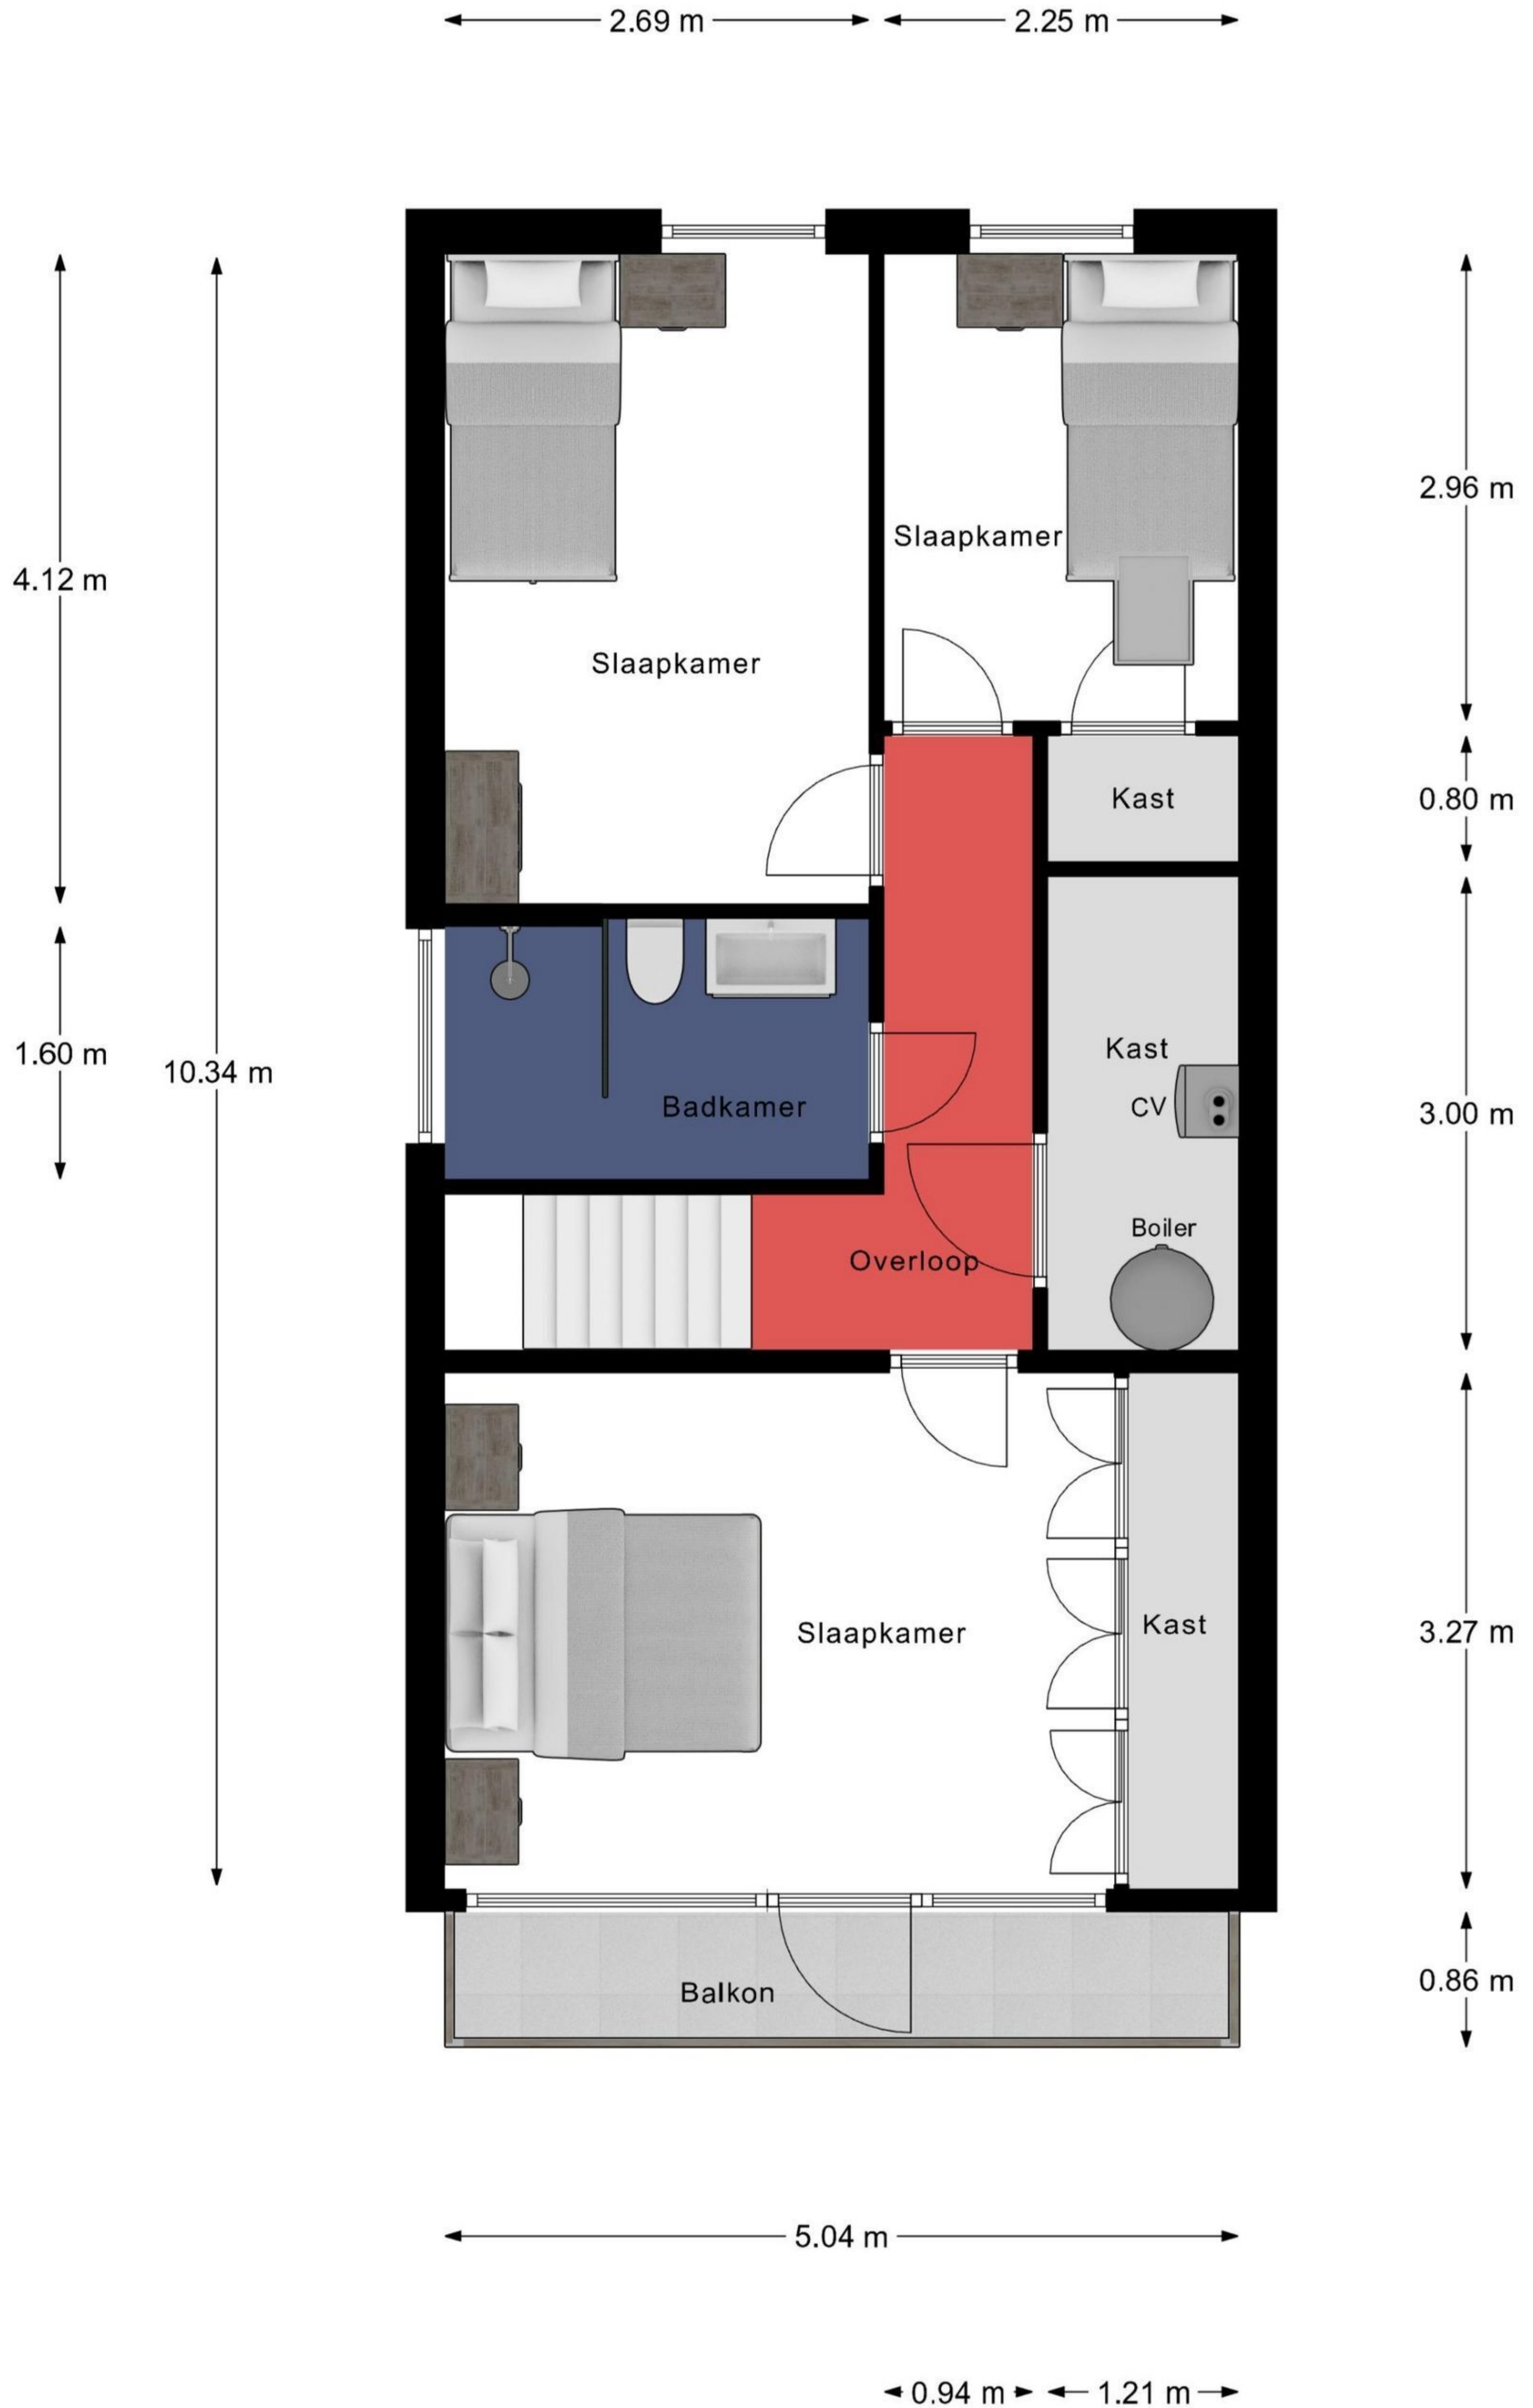 2.69 m
2.25 m
2.96 m
Slaapkamer
4.12 m
Slaapkamer
Kast
0.80 m
Kast
1.60 m
10.34 m
Badkamer
CV
3.00 m
Boiler
Overloop
Slaapkamer
Kast
3.27 m
Balkon
0.86 m
5.04 m
0.94 m
1.21 m